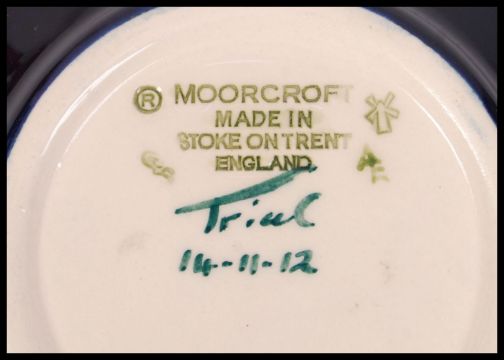 ® MOORCROFT
MADE IN
STOKE ON TRENT
ENGLAND
Trial
14-11-12